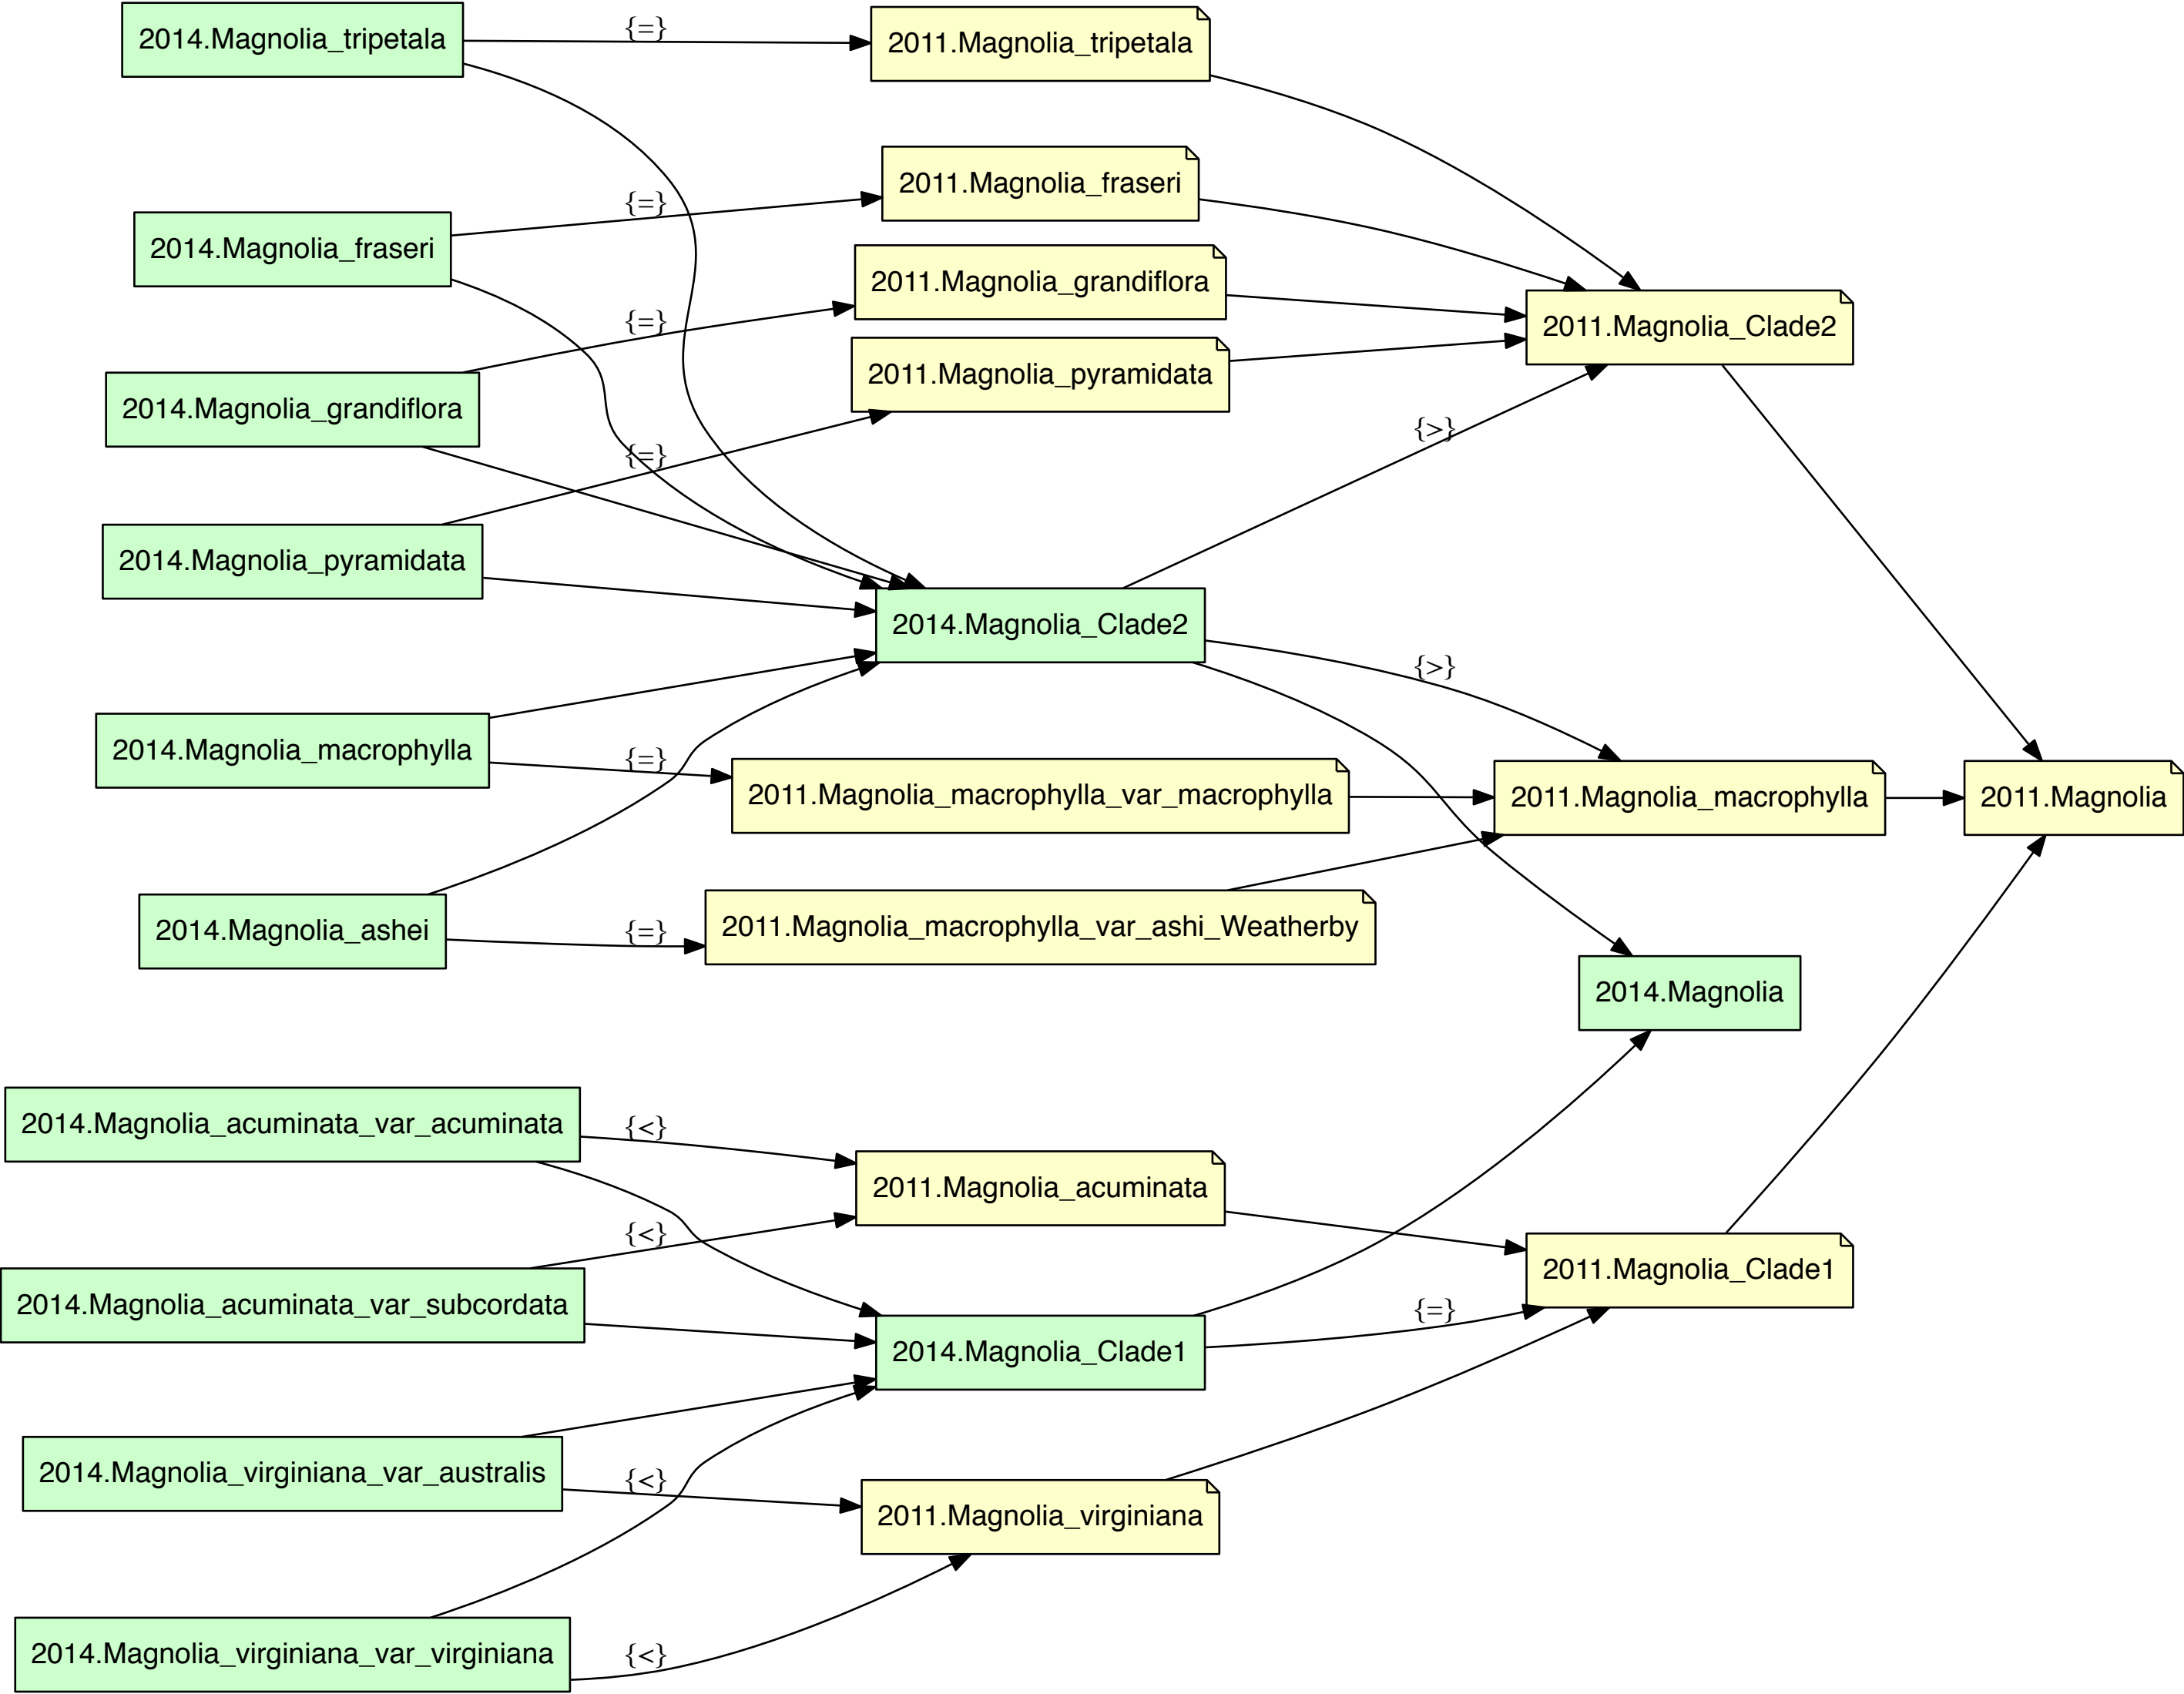 2014.Magnolia_tripetala
{=}
2011.Magnolia_tripetala
2011.Magnolia_fraseri
{=}
2014.Magnolia_fraseri
2011.Magnolia_grandiflora
{=}
2011.Magnolia_Clade2
2011.Magnolia_pyramidata
2014.Magnolia_grandiflora
{>}
{=}
2014.Magnolia_pyramidata
2014.Magnolia_Clade2
{>}
2014.Magnolia_macrophylla
{=}
2011.Magnolia_macrophylla_var_macrophylla
2011.Magnolia_macrophylla
2011.Magnolia
2014.Magnolia_ashei
{=}
2011.Magnolia_macrophylla_var_ashi_Weatherby
2014.Magnolia
2014.Magnolia_acuminata_var_acuminata
{<}
2011.Magnolia_acuminata
{<}
2011.Magnolia_Clade1
2014.Magnolia_acuminata_var_subcordata
{=}
2014.Magnolia_Clade1
2014.Magnolia_virginiana_var_australis
{<}
2011.Magnolia_virginiana
2014.Magnolia_virginiana_var_virginiana
{<}